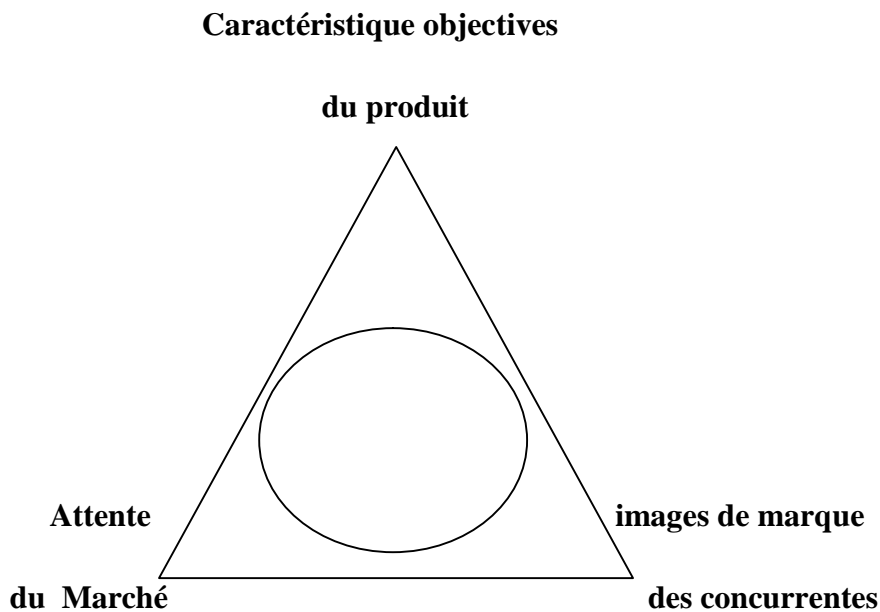 Caractéristique objectives
du produit
Attente
images de marque
du Marché
des concurrentes